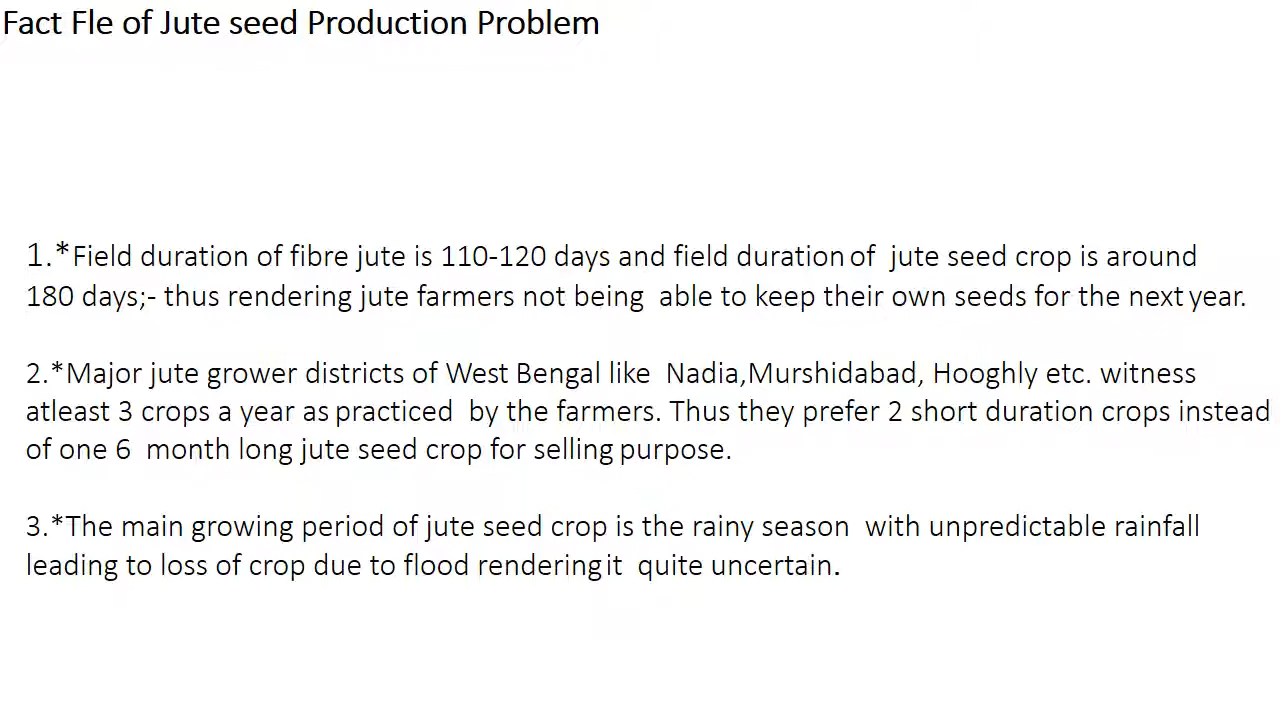 Fact Fle of Jute seed Production Problem
1.*Field duration of fibre jute is 110-120 days and field duration of jute seed crop is around
180 days;- thus rendering jute farmers not being able to keep their own seeds for the next year.
2.*Major jute grower districts of West Bengal like Nadia,Murshidabad, Hooghly etc. witness
atleast 3 crops a year as practiced by the farmers. Thus they prefer 2 short duration crops instead
of one 6 month long jute seed crop for selling purpose.
3.*The main growing period of jute seed crop is the rainy season with unpredictable rainfall
leading to loss of crop due to flood rendering it quite uncertain.